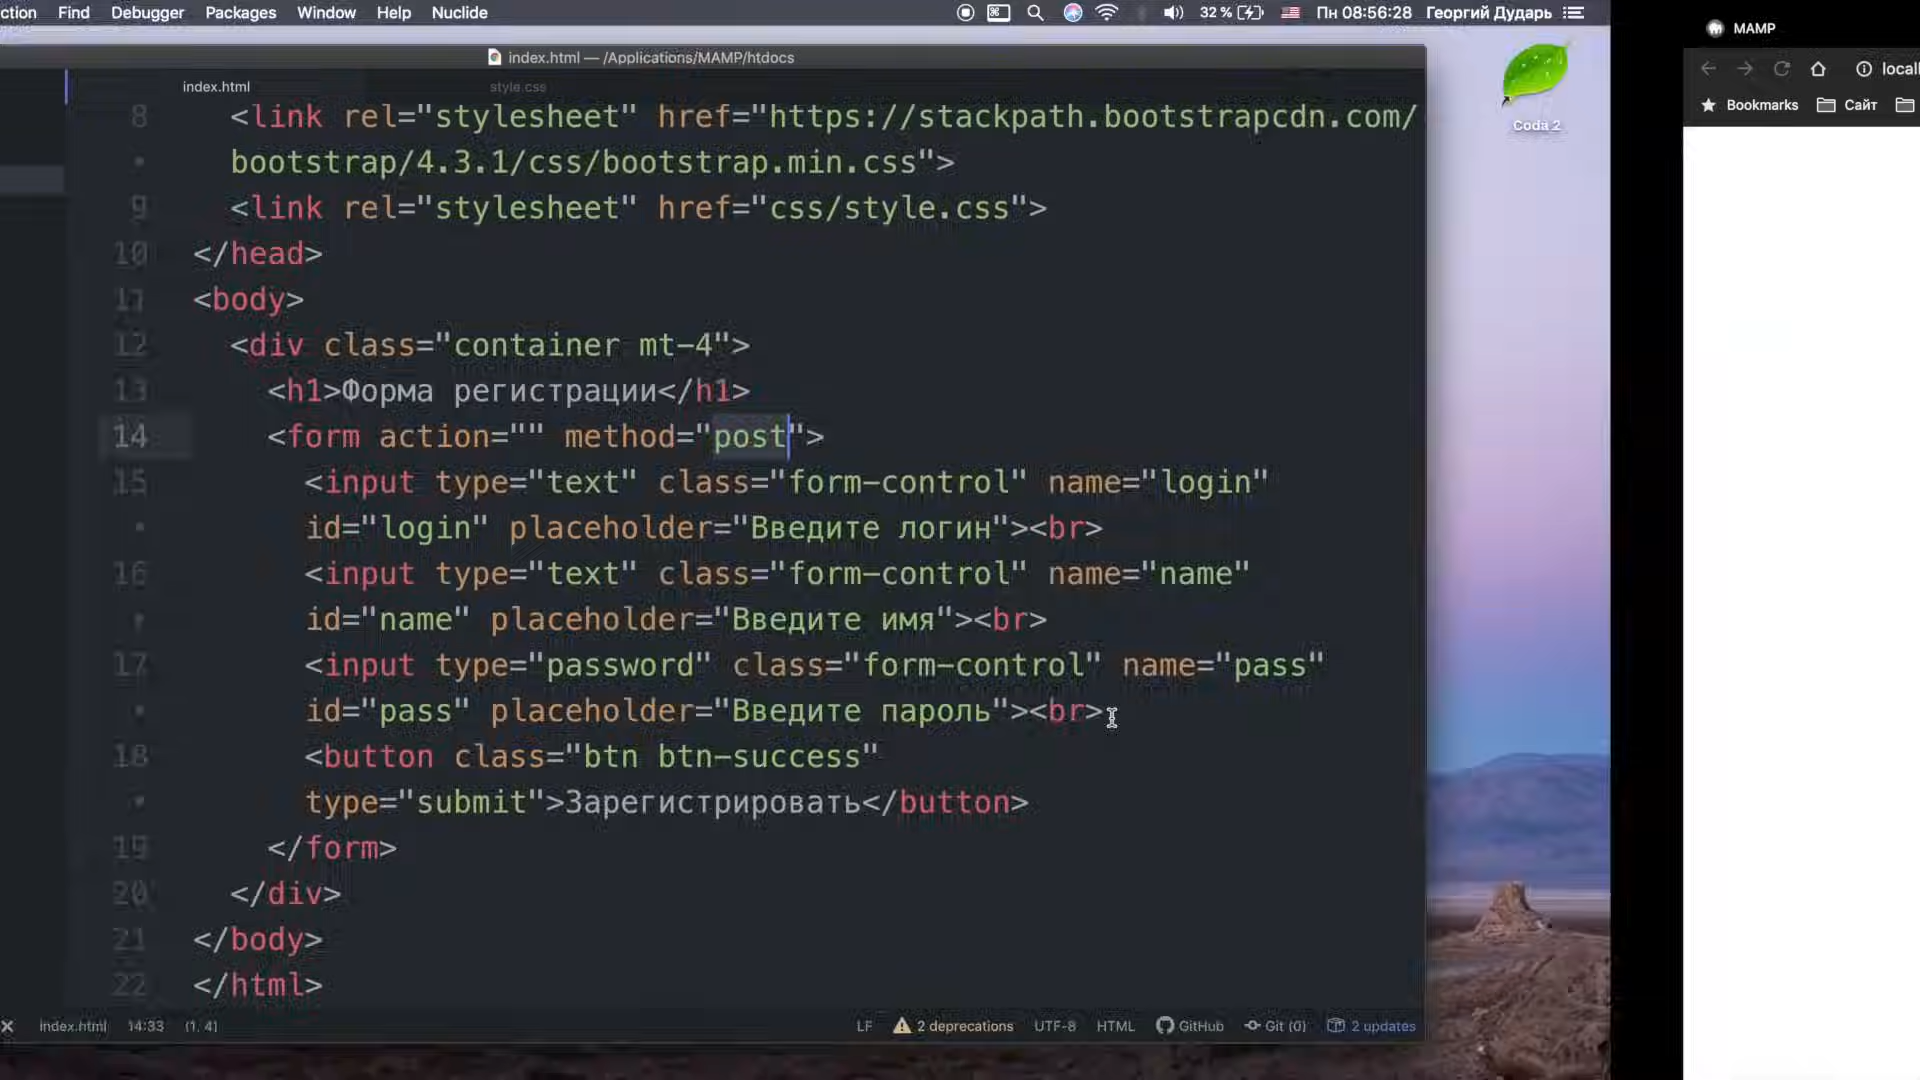 ction Find Debugger Packages Window Help Nuclide 32% Пн 08:56:28 Георгий Дударь
MAMP
index.html — /Applications/MAMP/htdocs
index.html style.css
locall
Bookmarks Сайт
Coda 2
8 <link rel="stylesheet" href="https://stackpath.bootstrapcdn.com/
• bootstrap/4.3.1/css/bootstrap.min.css">
9 <link rel="stylesheet" href="css/style.css">
10 </head>
11 <body>
12 <div class="container mt-4">
13 <h1>Форма регистрации</h1>
14 <form action="" method="post">
15 <input type="text" class="form-control" name="login"
• id="login" placeholder="Введите логин"><br>
16 <input type="text" class="form-control" name="name"
• id="name" placeholder="Введите имя"><br>
17 <input type="password" class="form-control" name="pass"
• id="pass" placeholder="Введите пароль"><br>
18 <button class="btn btn-success"
• type="submit">Зарегистрировать</button>
19 </form>
20 </div>
21 </body>
22 </html>
index.html 14:33 (1, 4) LF 2 deprecations UTF-8 HTML GitHub Git (0) 2 updates